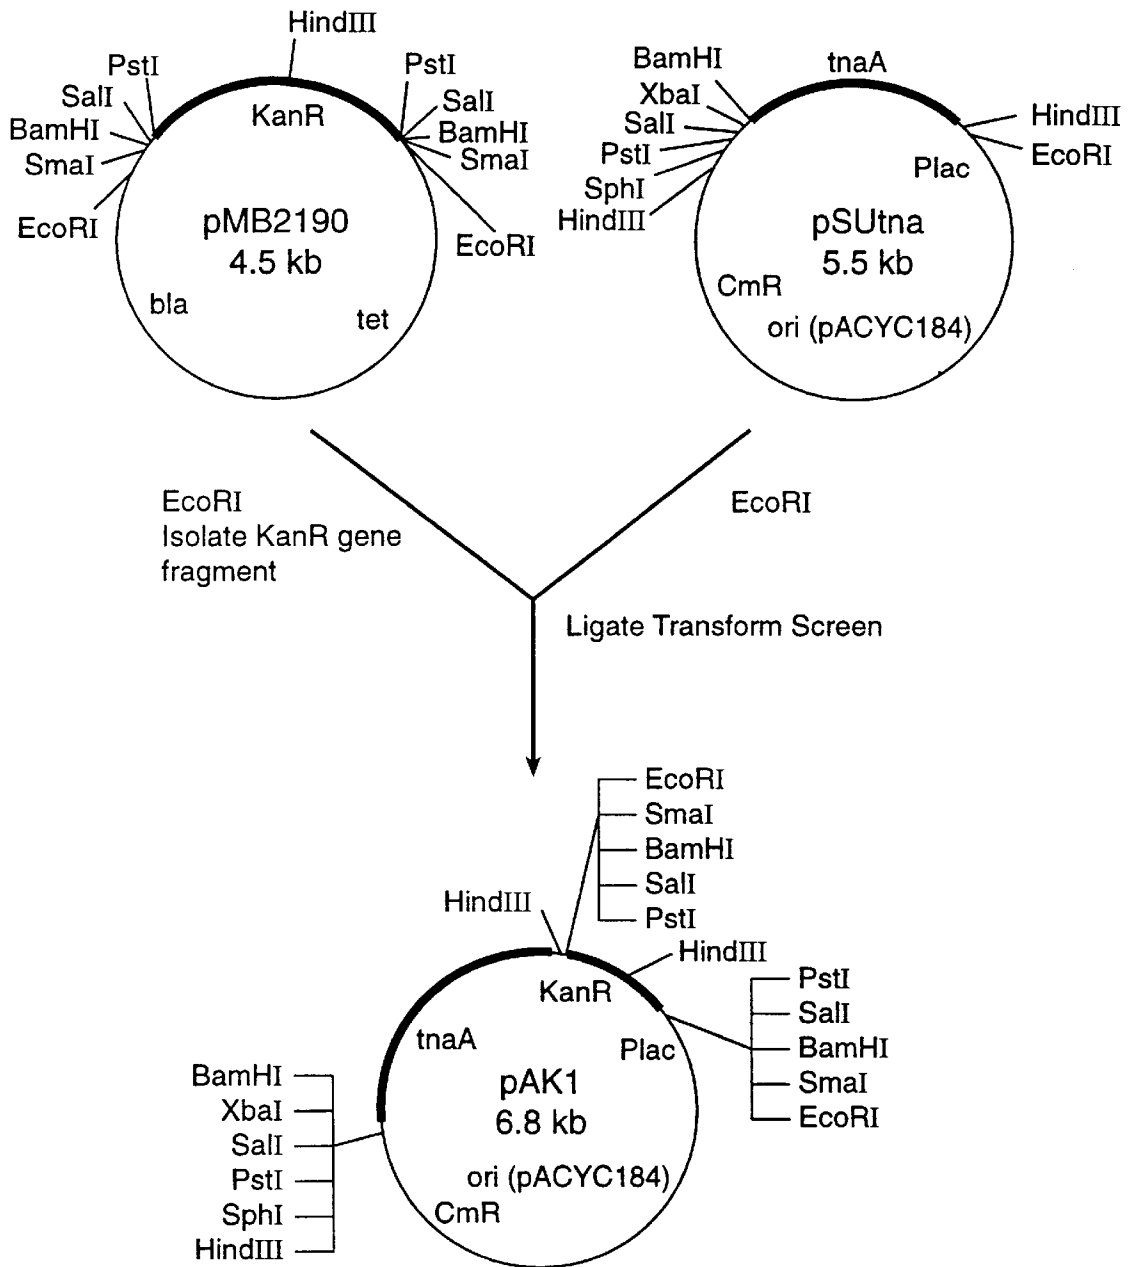 HindIII
PstI
SalI
BamHI
SmaI
EcoRI
KanR
PstI
SalI
BamHI
SmaI
EcoRI
pMB2190
4.5 kb
bla
tet
BamHI
XbaI
SalI
PstI
SphI
HindIII
tnaA
HindIII
EcoRI
Plac
pSUtna
5.5 kb
CmR
ori (pACYC184)
EcoRI
Isolate KanR gene
fragment
EcoRI
Ligate Transform Screen
EcoRI
SmaI
BamHI
SalI
PstI
HindIII
HindIII
KanR
PstI
SalI
BamHI
SmaI
EcoRI
tnaA
Plac
pAK1
6.8 kb
BamHI
XbaI
SalI
PstI
SphI
HindIII
ori (pACYC184)
CmR